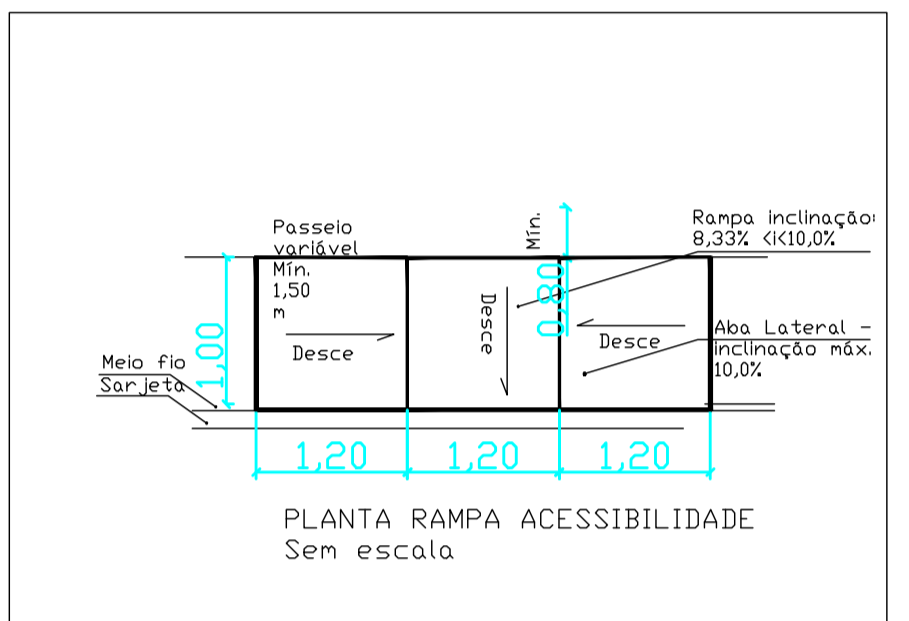 Passeio
variável
Mín.
1,50
m
Mín.
0,80
Rampa inclinação:
8,33% <i<10,0%
1,00
Desce
Desce
Desce
Aba Lateral -
inclinação máx.
10,0%
Meio fio
Sarjeta
1,20
1,20
1,20
PLANTA RAMPA ACESSIBILIDADE
Sem escala